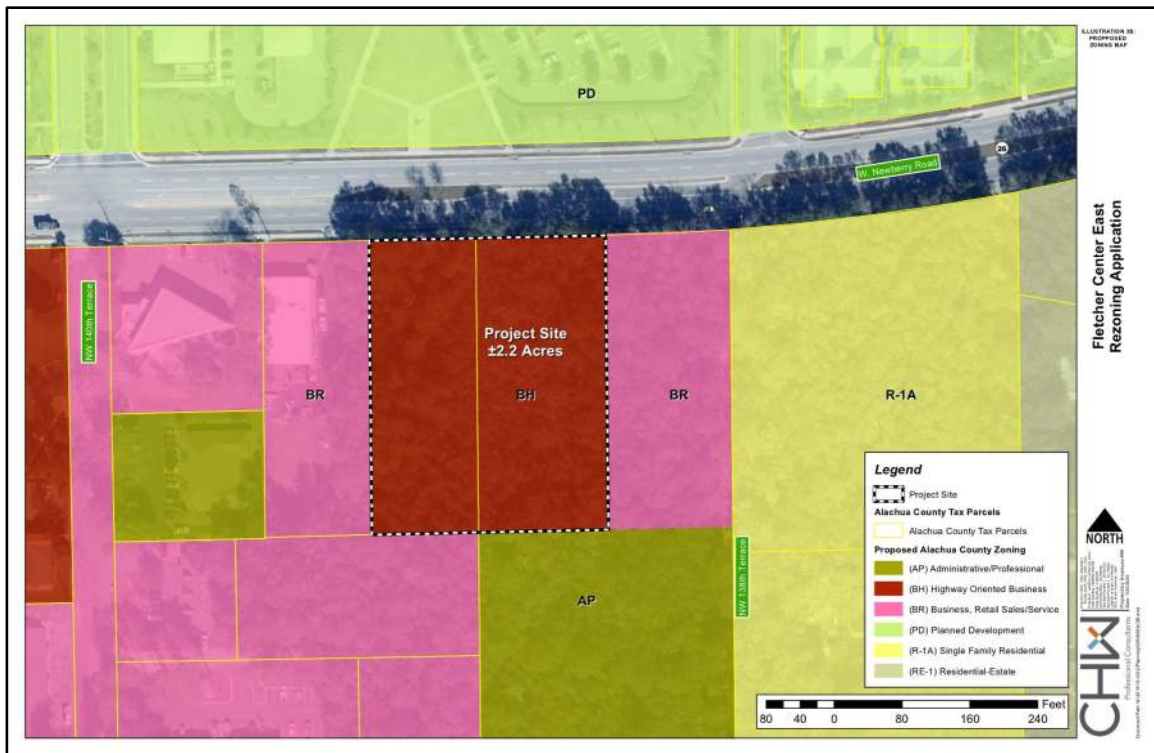 ILLUSTRATION 3B:
PROPPOSED
ZONING MAP
PD
W. Newberry Road
26
Fletcher Center East
Rezoning Application
NW 140th Terrace
Project Site
±2.2 Acres
BR
BH
BR
R-1A
AP
NW 138th Terrace
Legend
Project Site
Alachua County Tax Parcels
Alachua County Tax Parcels
Proposed Alachua County Zoning
(AP) Administrative/Professional
(BH) Highway Oriented Business
(BR) Business, Retail Sales/Service
(PD) Planned Development
(R-1A) Single Family Residential
(RE-1) Residential-Estate
Feet
80 40 0 80 160 240
NORTH
CHW
Professional Consultants